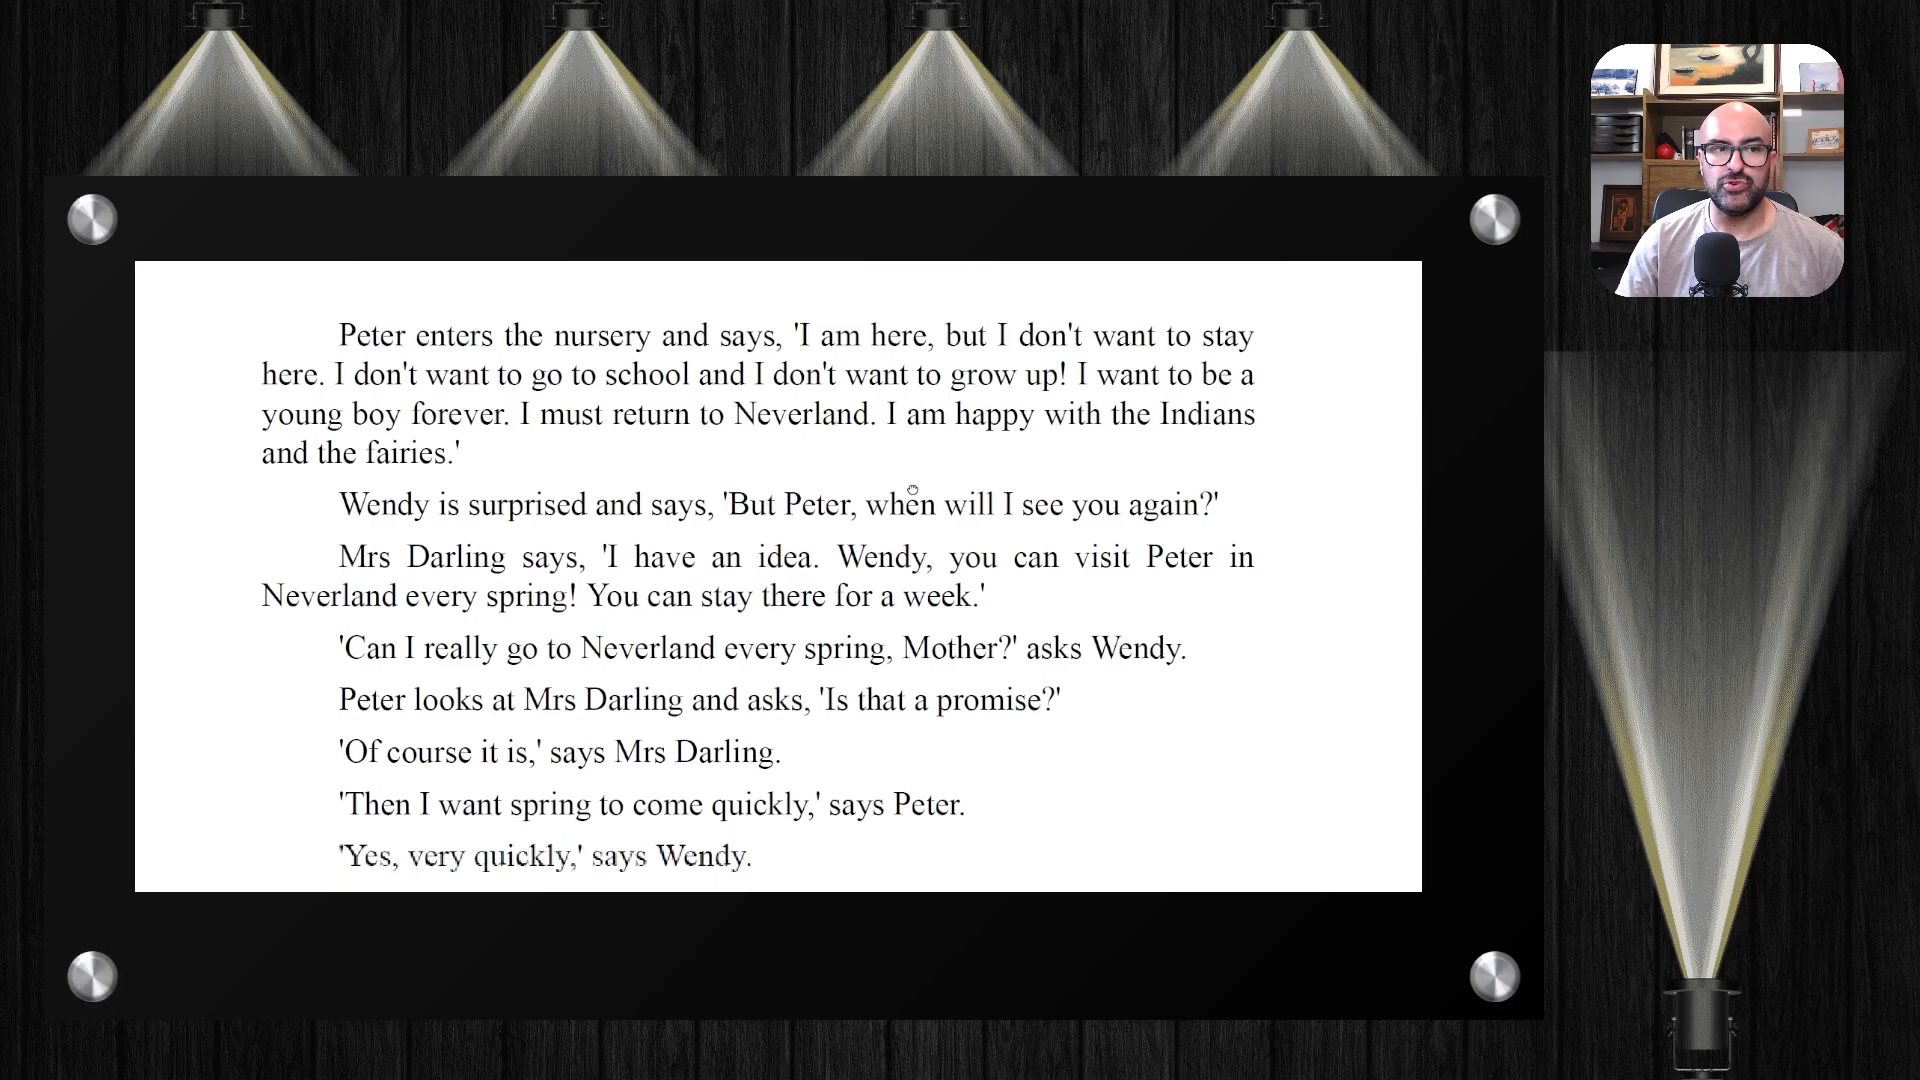 Peter enters the nursery and says, 'I am here, but I don't want to stay
here. I don't want to go to school and I don't want to grow up! I want to be a
young boy forever. I must return to Neverland. I am happy with the Indians
and the fairies.'
Wendy is surprised and says, 'But Peter, when will I see you again?'
Mrs Darling says, 'I have an idea. Wendy, you can visit Peter in
Neverland every spring! You can stay there for a week.'
'Can I really go to Neverland every spring, Mother?' asks Wendy.
Peter looks at Mrs Darling and asks, 'Is that a promise?'
'Of course it is,' says Mrs Darling.
'Then I want spring to come quickly,' says Peter.
'Yes, very quickly,' says Wendy.